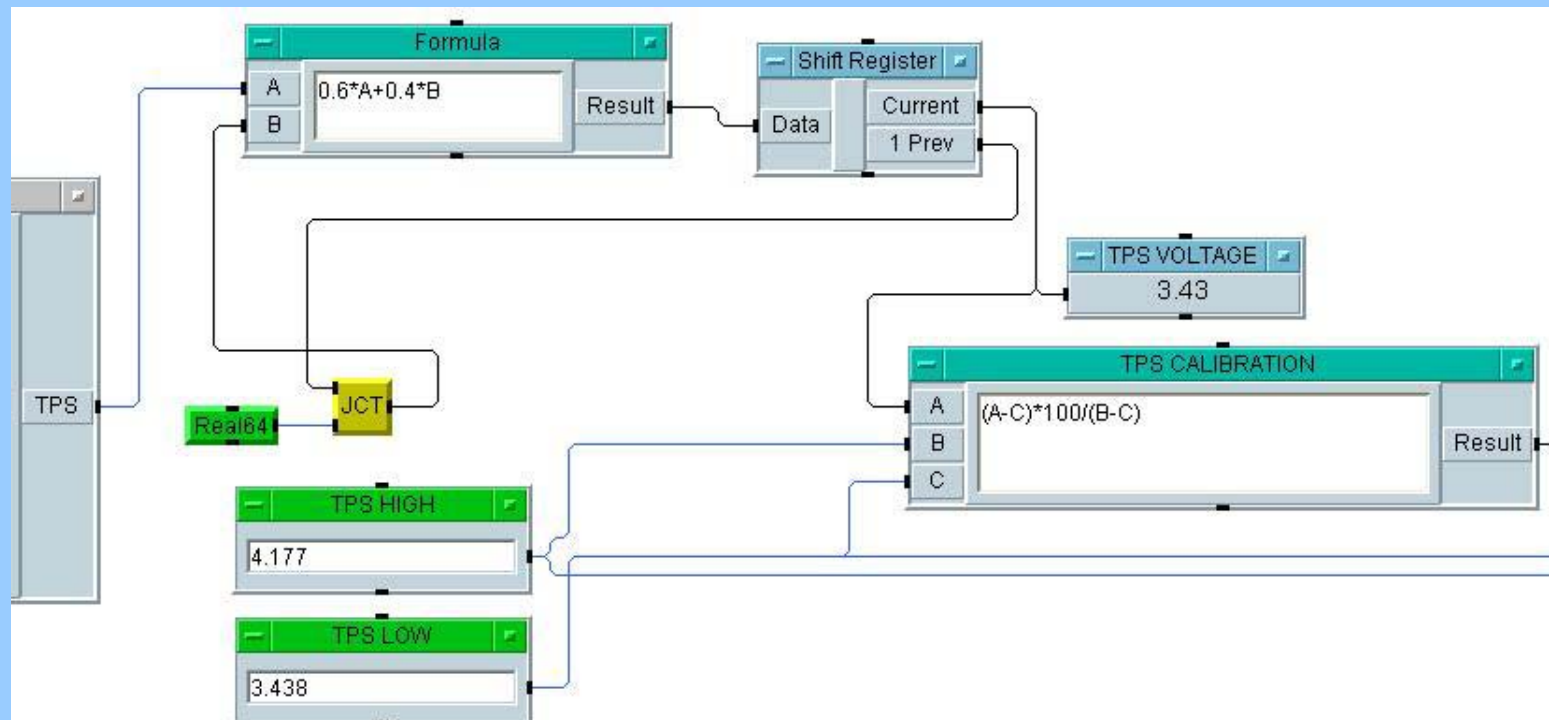 Formula
A
0.6*A+0.4*B
B
Result
Shift Register
Data
Current
1 Prev
TPS VOLTAGE
3.43
TPS
Real64
JCT
TPS CALIBRATION
A
(A-C)*100/(B-C)
B
C
Result
TPS HIGH
4.177
TPS LOW
3.438